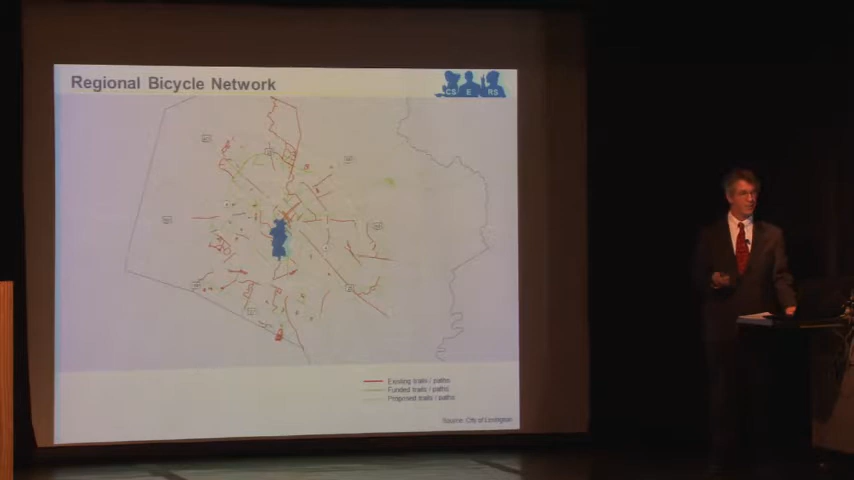 Regional Bicycle Network
CS E RS
Existing trails / paths
Funded trails / paths
Proposed trails / paths
Source: City of Lexington